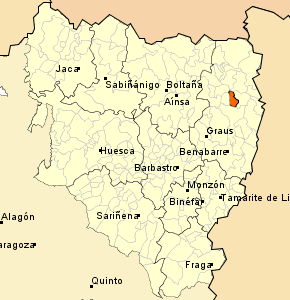 Jaca
Sabiñánigo
Boltaña
Aínsa
Graus
Huesca
Benabarre
Barbastro
Monzón
Tamarite de Li
Binéfar
Sariñena
Alagón
aragoza
Fraga
Quinto